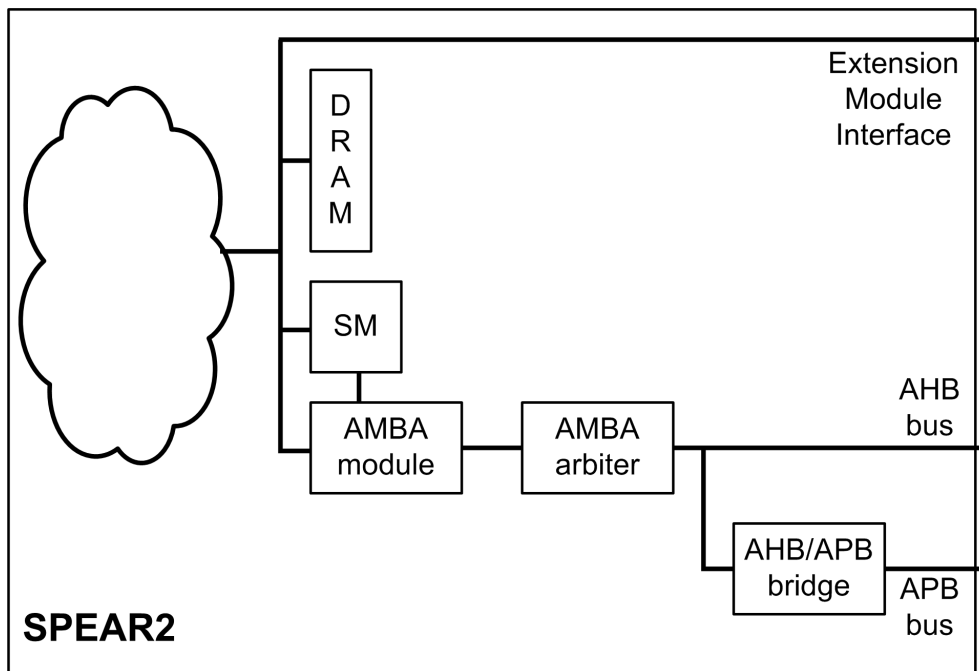 Extension
Module
Interface
D
R
A
M
SM
AMBA
module
AMBA
arbiter
AHB
bus
AHB/APB
bridge
APB
bus
SPEAR2